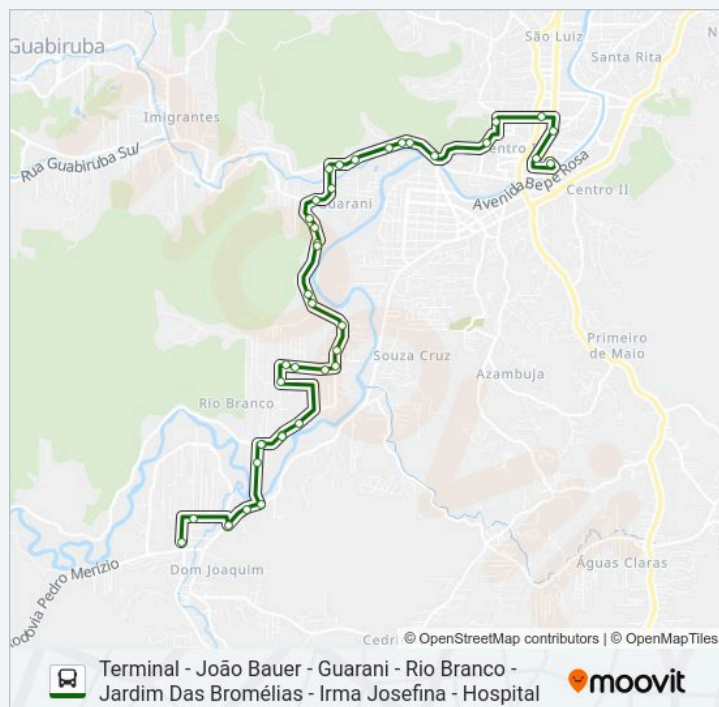 Guabiruba
São Luiz
N
Santa Rita
Imigrantes
Rua Guabiruba Sul
Centro
Avenida Bepe Rosa
Centro II
Guarani
Primeiro
de Maio
Souza Cruz
Azambuja
Rio Branco
Rodovia Pedro Merizio
Dom Joaquim
Águas Claras
Cedri
© OpenStreetMap contributors | © OpenMapTiles
Terminal - João Bauer - Guarani - Rio Branco -
Jardim Das Bromélias - Irma Josefina - Hospital
moovit